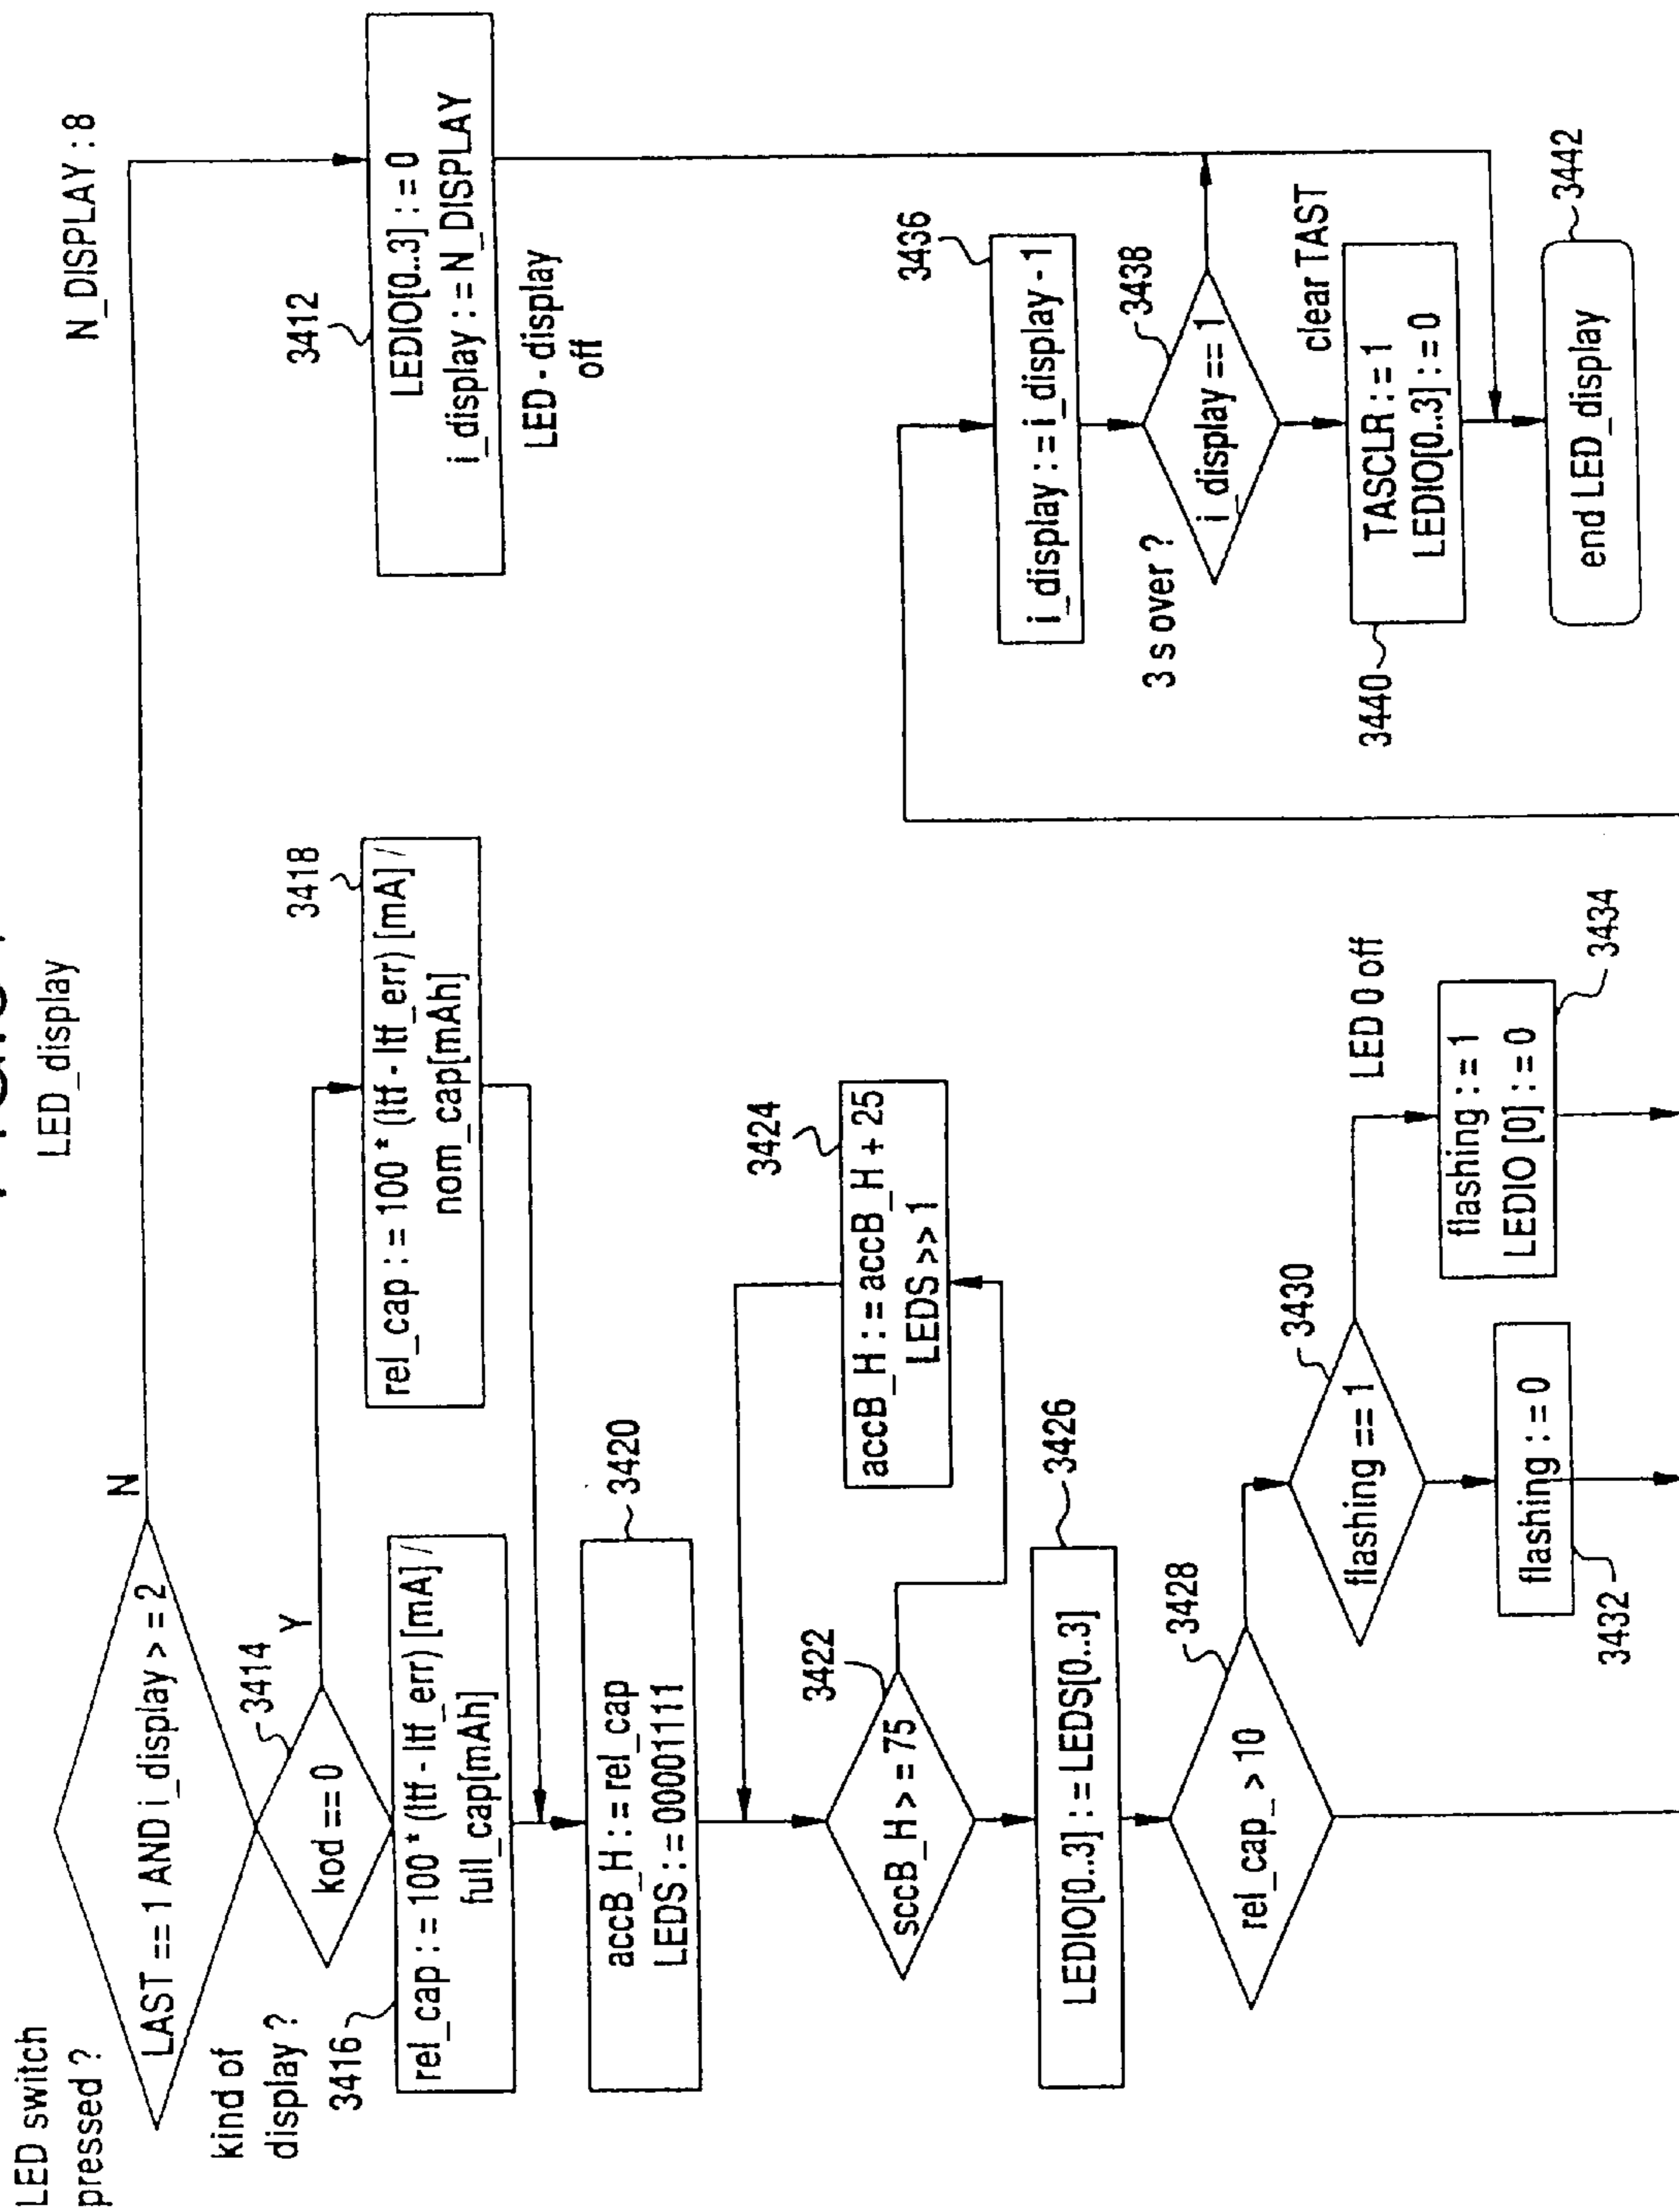 LED_display
N_DISPLAY : 8
LED switch
pressed ?
LAST == 1 AND i_display > = 2
N
3412
LEDIO[0..3] : = 0
i_display : = N_DISPLAY
LED - display
off
kind of
display ?
3414
kod == 0
Y
3416
rel_cap : = 100 * (ltf - ltf_err) [mA] /
full_cap[mAh]
3418
rel_cap : = 100 * (ltf - ltf_err) [mA] /
nom_cap[mAh]
3420
accB_H : = rel_cap
LEDS : = 00001111
3422
sccB_H > = 75
3424
accB_H : = accB_H + 25
LEDS >> 1
3426
LEDIO[0..3] : = LEDS[0..3]
3428
rel_cap_ > 10
3430
flashing == 1
3432
flashing : = 0
LED 0 off
flashing : = 1
LEDIO [0] : = 0
3434
3436
i_display : = i_display - 1
3 s over ?
3438
i_display == 1
clear TAST
3440
TASCLR : = 1
LEDIO[0..3] : = 0
end LED_display
3442